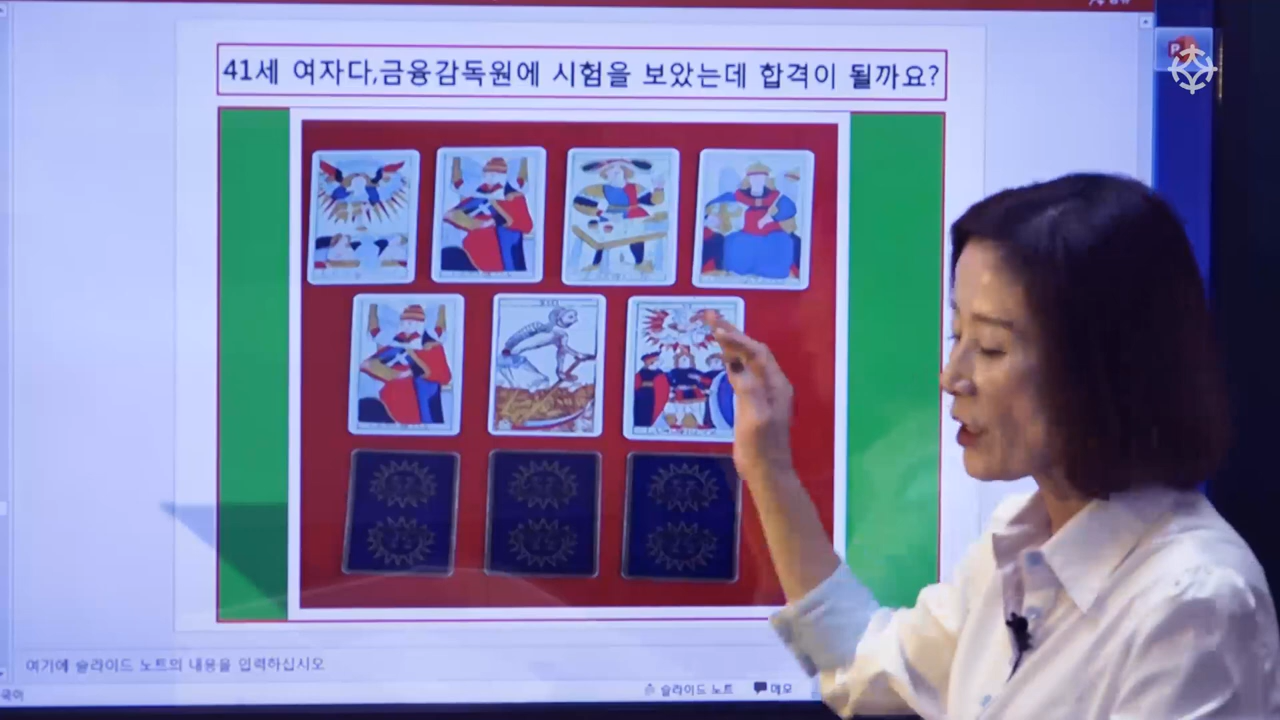 41세 여자다,금융감독원에 시험을 보았는데 합격이 될까요?
여기에 슬라이드 노트의 내용을 입력하십시오
슬라이드 노트
메모